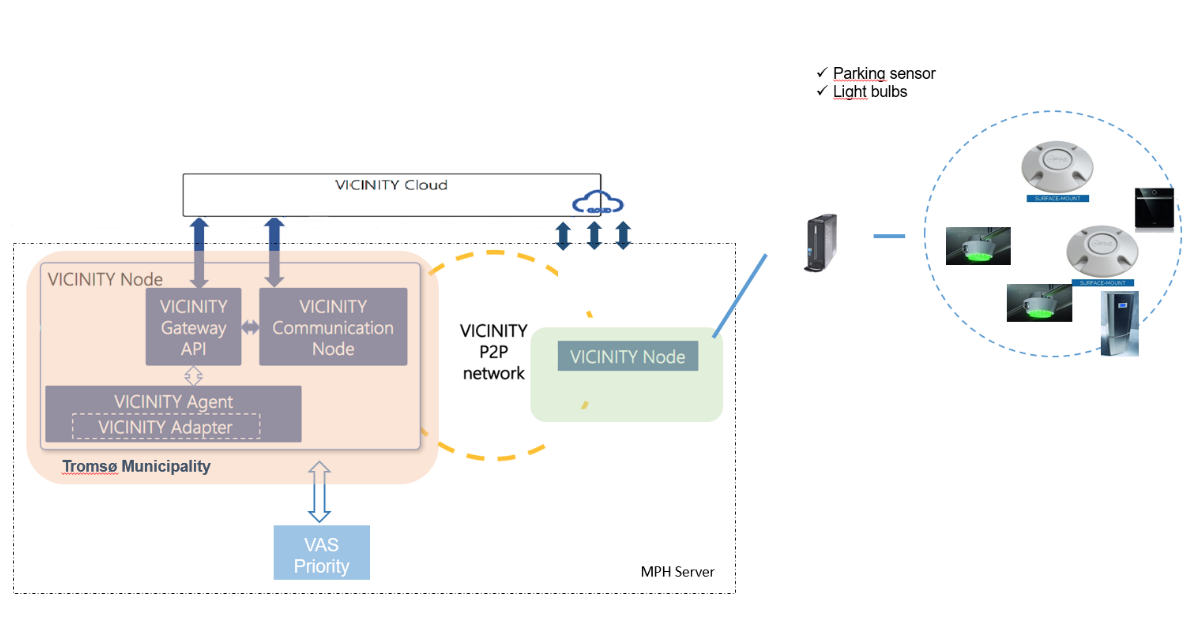 ✓ Parking sensor
✓ Light bulbs
VICINITY Cloud
CLOUD
SURFACE-MOUNT
SURFACE-MOUNT
VICINITY Node
VICINITY
Gateway
API
VICINITY
Communication
Node
VICINITY Agent
VICINITY Adapter
Tromsø Municipality
VICINITY
P2P
network
VICINITY Node
VAS
Priority
MPH Server